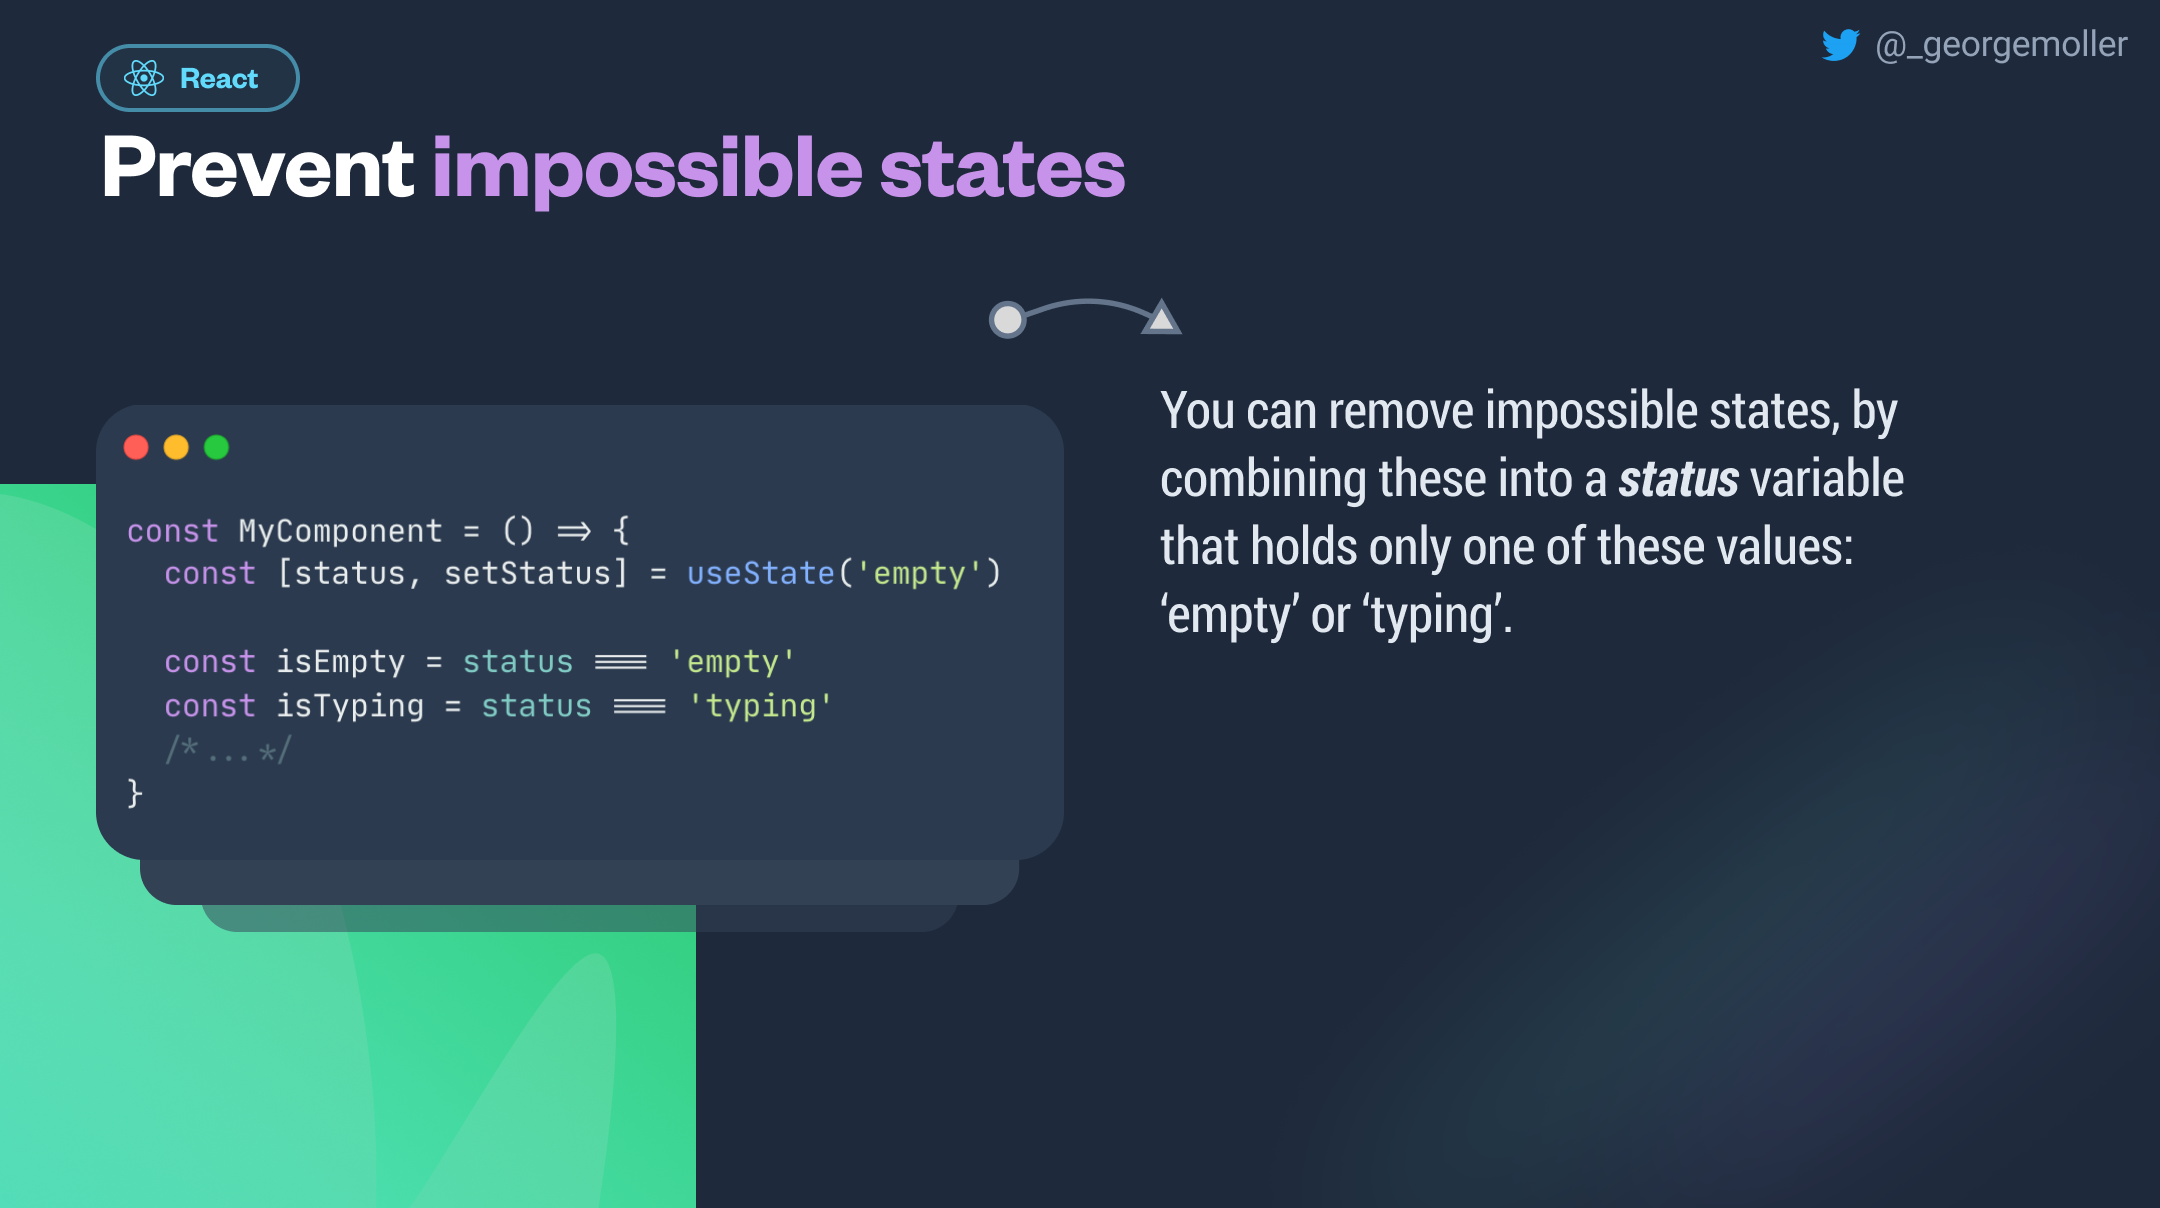 React
@_georgemoller
Prevent impossible states
const MyComponent = () => {
const [status, setStatus] = useState('empty')
const isEmpty = status === 'empty'
const isTyping = status === 'typing'
/*...*/
}
You can remove impossible states, by
combining these into a status variable
that holds only one of these values:
‘empty’ or ‘typing’.